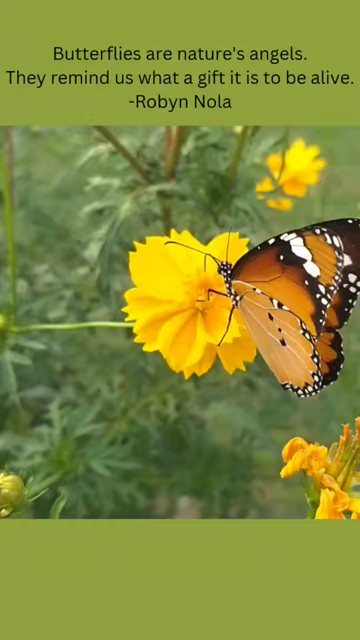 Butterflies are nature's angels.
They remind us what a gift it is to be alive.
-Robyn Nola